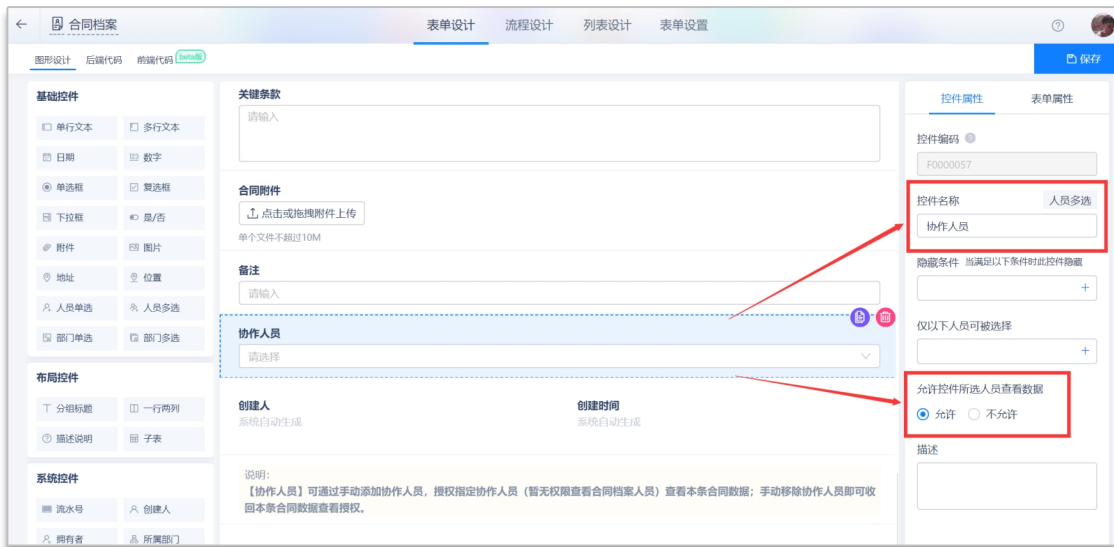 合同档案
表单设计 流程设计 列表设计 表单设置
图形设计 后端代码 前端代码 beta版
保存
基础控件
单行文本 多行文本
日期 数字
单选框 复选框
下拉框 是/否
附件 图片
地址 位置
人员单选 人员多选
部门单选 部门多选
布局控件
分组标题 一行两列
描述说明 子表
系统控件
流水号 创建人
拥有者 所属部门
关键条款
请输入
合同附件
点击或拖拽附件上传
单个文件不超过10M
备注
请输入
协作人员
请选择
创建人 创建时间
系统自动生成 系统自动生成
说明:
【协作人员】可通过手动添加协作人员，授权指定协作人员（暂无权限查看合同档案人员）查看本条合同数据；手动移除协作人员即可收
回本条合同数据查看授权。
控件属性 表单属性
控件编码
F0000057
控件名称 人员多选
协作人员
隐藏条件 当满足以下条件时此控件隐藏
仅以下人员可被选择
允许控件所选人员查看数据
允许 不允许
描述